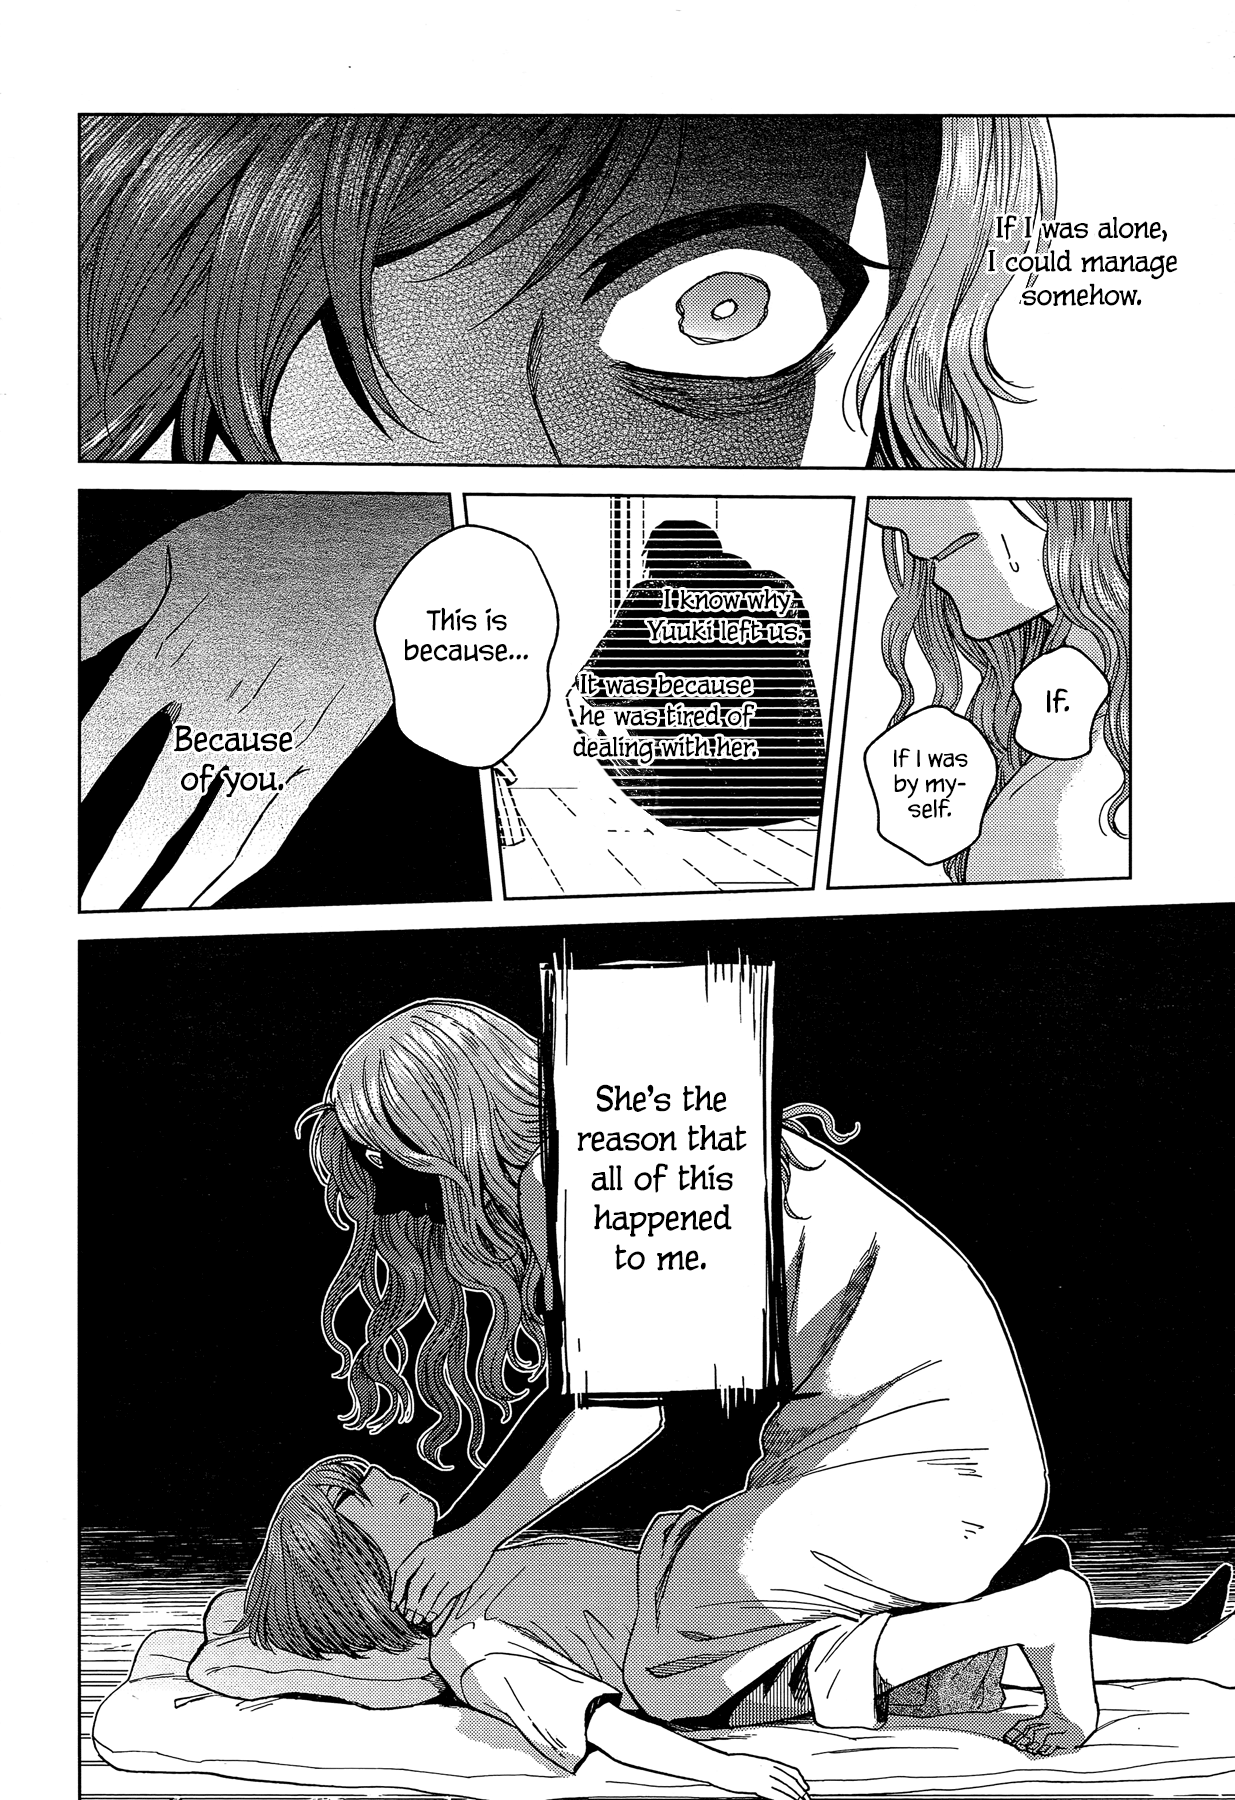 If I was alone,
I could manage
somehow.
If.
If I was
by my-
self.
I know why
Yuuki left us.
It was because
he was tired of
dealing with her.
This is
because...
Because
of you.
She's the
reason that
all of this
happened
to me.